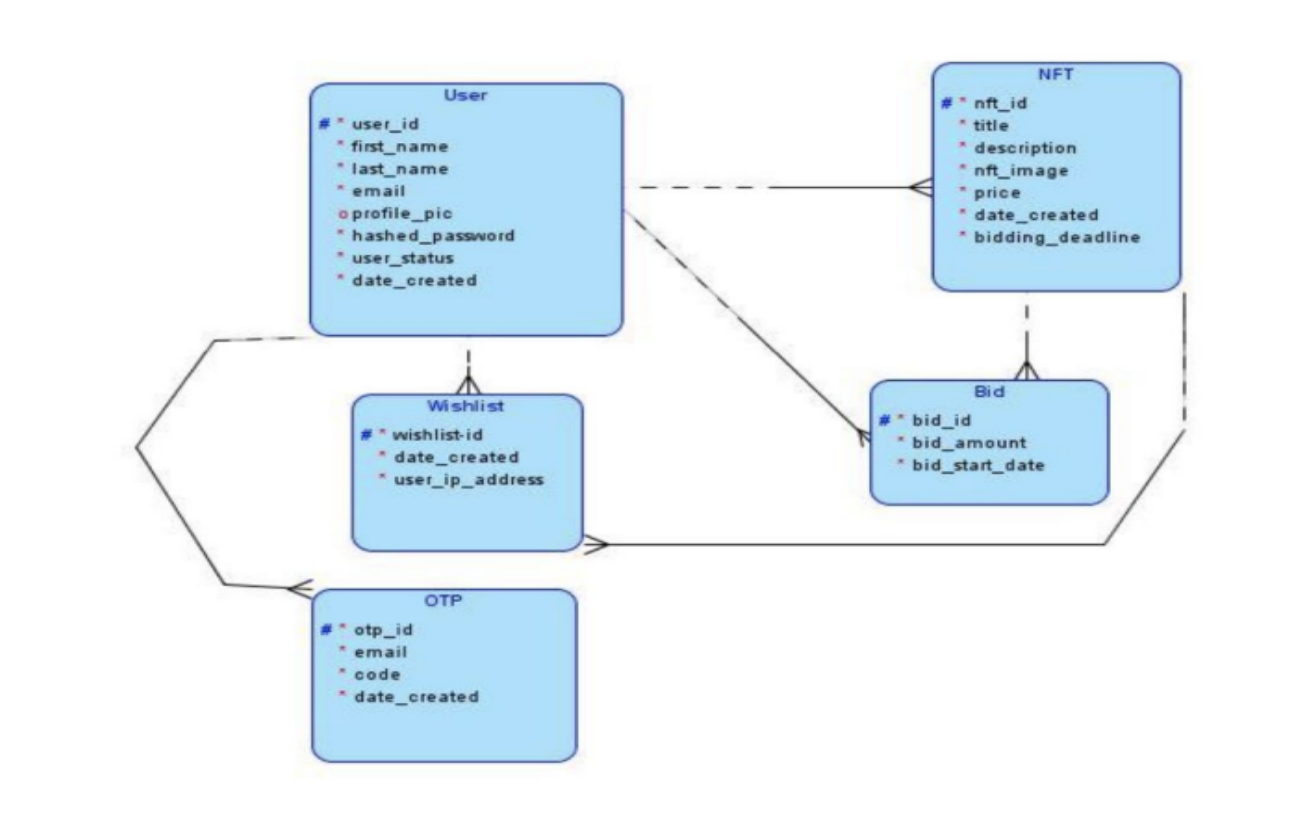 User
# * user_id
* first_name
* last_name
* email
o profile_pic
* hashed_password
* user_status
* date_created
NFT
# * nft_id
* title
* description
* nft_image
* price
* date_created
* bidding_deadline
Wishlist
# * wishlist-id
* date_created
* user_ip_address
Bid
# * bid_id
* bid_amount
* bid_start_date
OTP
# * otp_id
* email
* code
* date_created